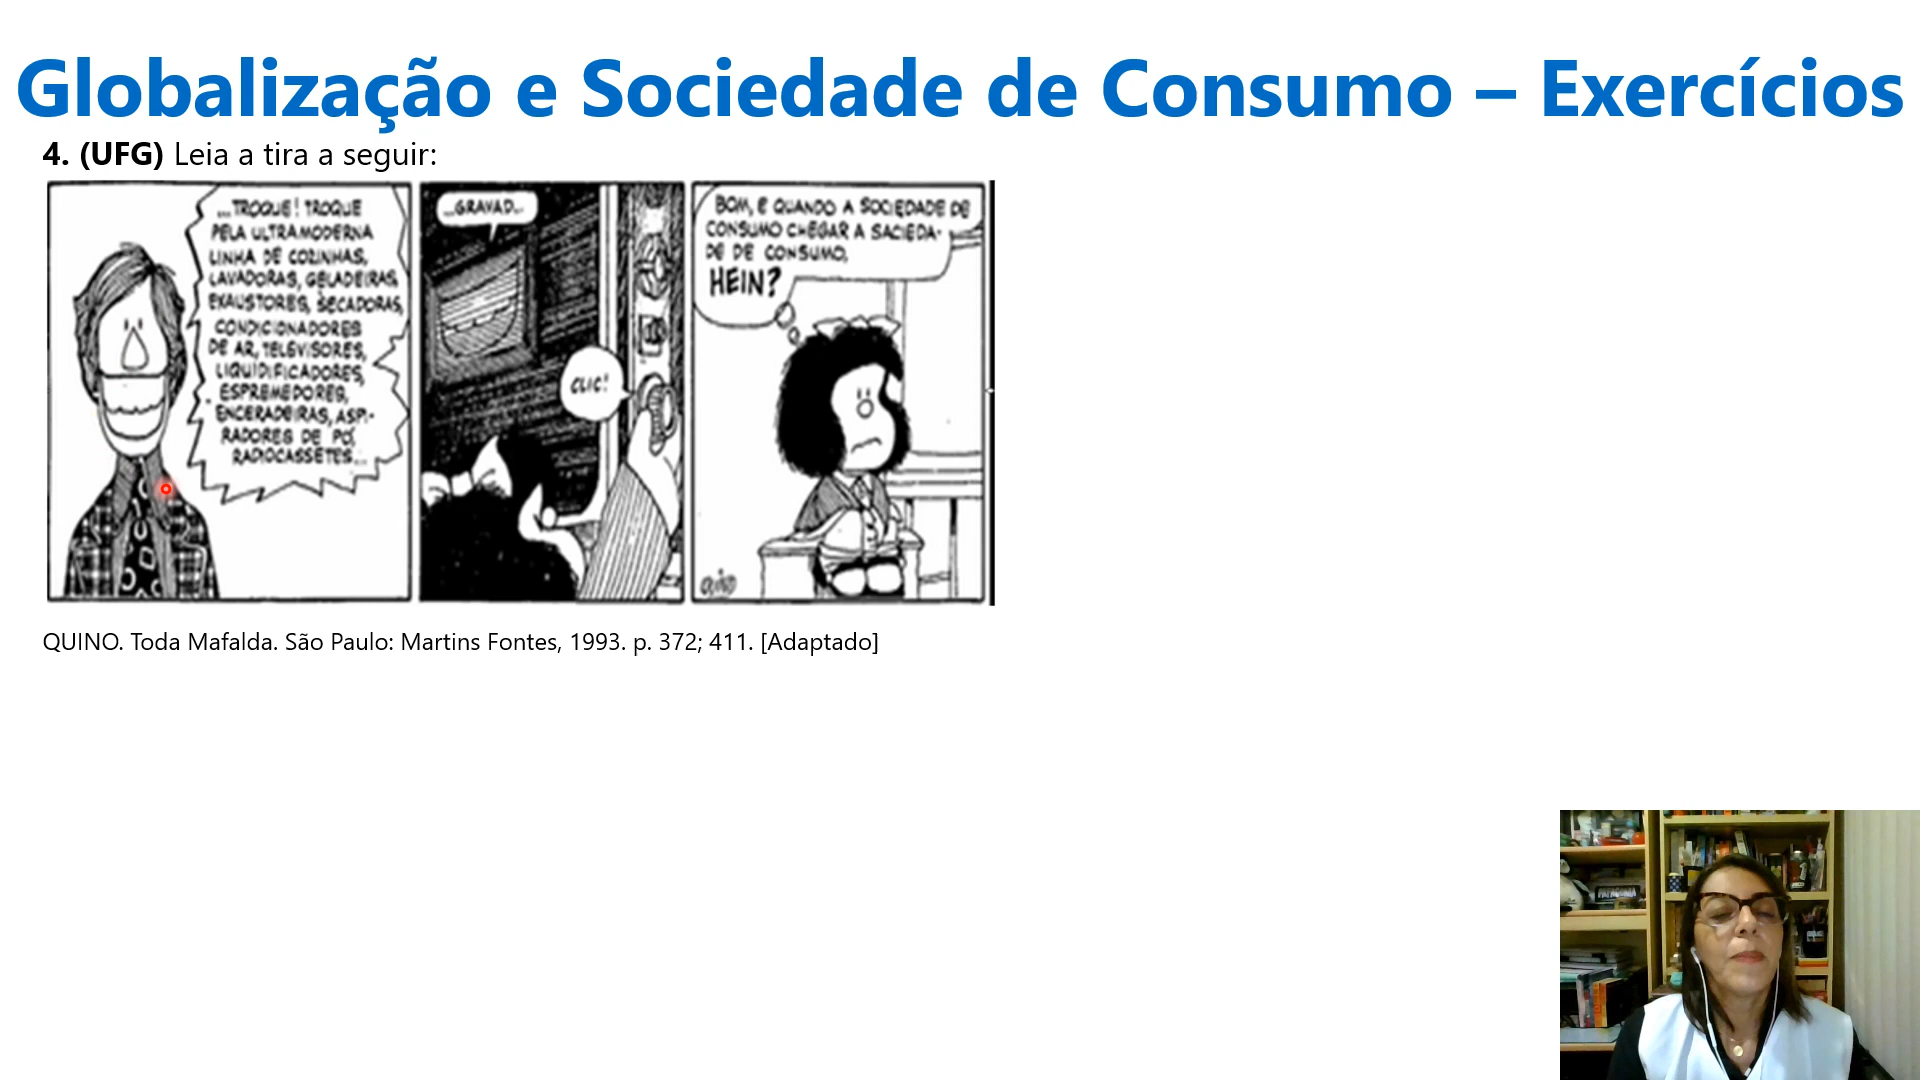 Globalização e Sociedade de Consumo – Exercícios
4. (UFG) Leia a tira a seguir:
...TROQUE! TROQUE
PELA ULTRAMODERNA
LINHA DE COZINHAS,
LAVADORAS, GELADEIRAS,
EXAUSTORES, SECADORAS,
CONDICIONADORES
DE AR, TELEVISORES,
LIQUIDIFICADORES,
ESPREMEDORES,
ENCERADEIRAS, ASPI-
RADORES DE PÓ,
RADIOCASSETES...
...GRAVAD...
CLIC!
BOM, E QUANDO A SOCIEDADE DE
CONSUMO CHEGAR A SACIEDA-
DE DE CONSUMO,
HEIN?
QUINO
QUINO. Toda Mafalda. São Paulo: Martins Fontes, 1993. p. 372; 411. [Adaptado]
PATAGONIA